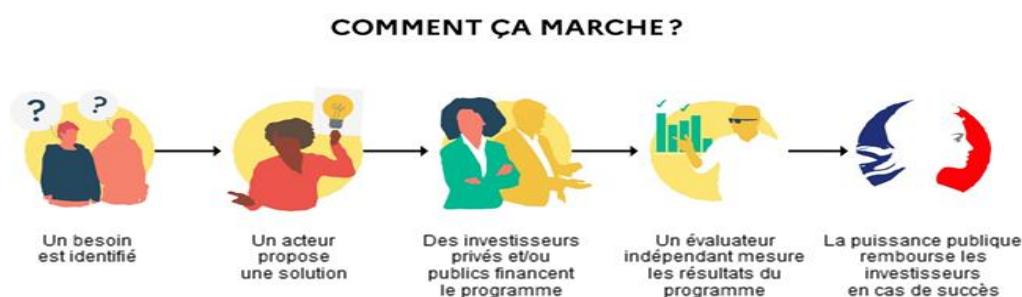 COMMENT ÇA MARCHE ?
?
?
Un besoin
est identifié
Un acteur
propose
une solution
Des investisseurs
privés et/ou
publics financent
le programme
Un évaluateur
indépendant mesure
les résultats du
programme
La puissance publique
rembourse les
investisseurs
en cas de succès